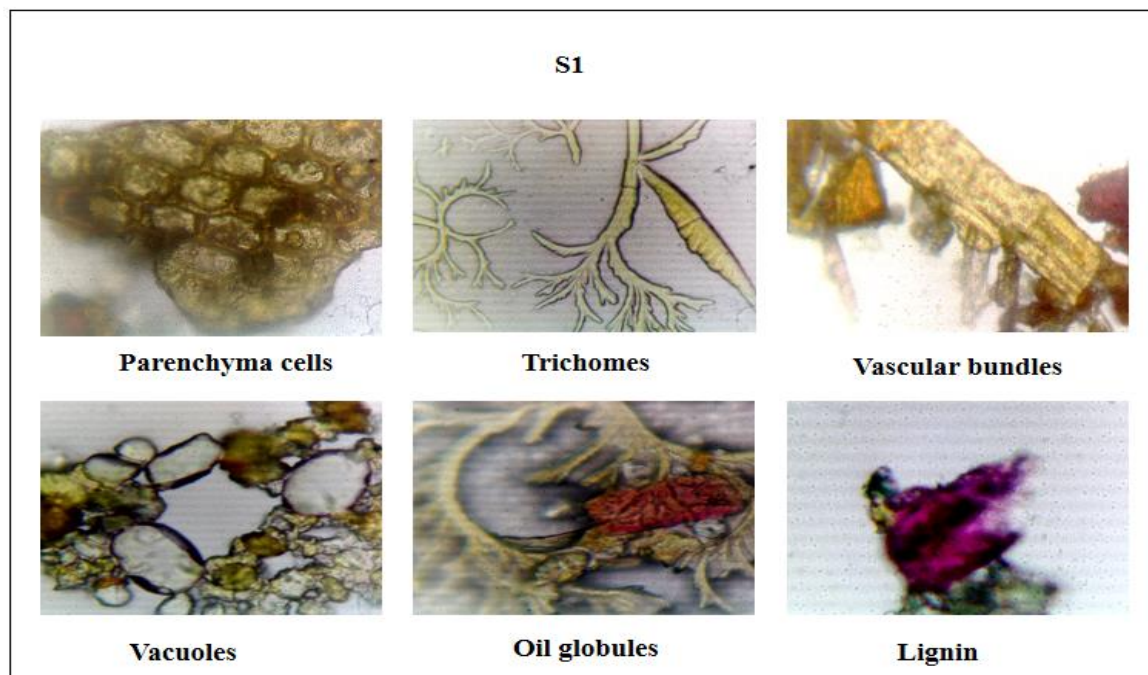 S1
Parenchyma cells
Trichomes
Vascular bundles
Vacuoles
Oil globules
Lignin